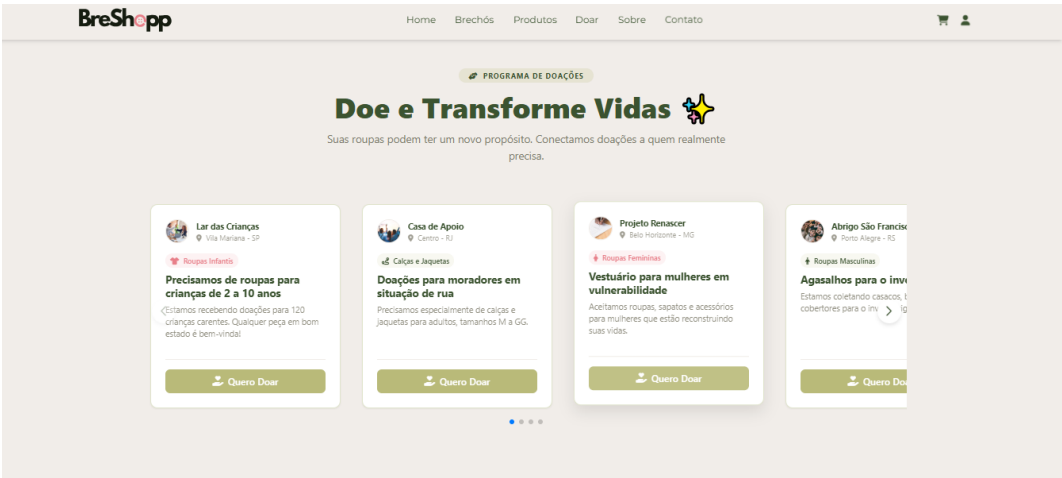 BreShopp
Home Brechós Produtos Doar Sobre Contato
PROGRAMA DE DOAÇÕES
Doe e Transforme Vidas ✨
Suas roupas podem ter um novo propósito. Conectamos doações a quem realmente
precisa.
Lar das Crianças
Vila Mariana - SP
Roupas Infantis
Precisamos de roupas para
crianças de 2 a 10 anos
Estamos recebendo doações para 120
crianças carentes. Qualquer peça em bom
estado é bem-vinda!
Quero Doar
Casa de Apoio
Centro - RJ
Calças e Jaquetas
Doações para moradores em
situação de rua
Precisamos especialmente de calças e
jaquetas para adultos, tamanhos M a GG.
Quero Doar
Projeto Renascer
Belo Horizonte - MG
Roupas Femininas
Vestuário para mulheres em
vulnerabilidade
Aceitamos roupas, sapatos e acessórios
para mulheres que estão reconstruindo
suas vidas.
Quero Doar
Abrigo São Francisc
Porto Alegre - RS
Roupas Masculinas
Agasalhos para o inve
Estamos coletando casacos,
cobertores para o
Quero Doa